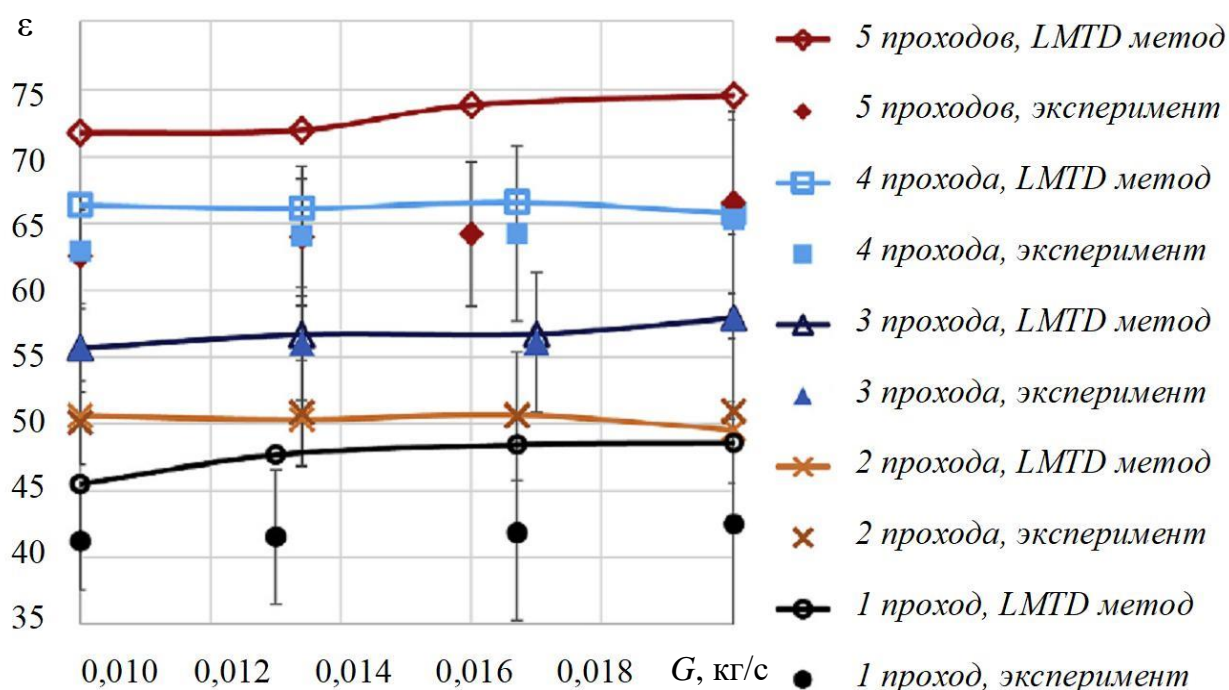 ε
75
70
65
60
55
50
45
40
35
0,010 0,012 0,014 0,016 0,018 G, кг/с
5 проходов, LMTD метод
5 проходов, эксперимент
4 прохода, LMTD метод
4 прохода, эксперимент
3 прохода, LMTD метод
3 прохода, эксперимент
2 прохода, LMTD метод
2 прохода, эксперимент
1 проход, LMTD метод
1 проход, эксперимент